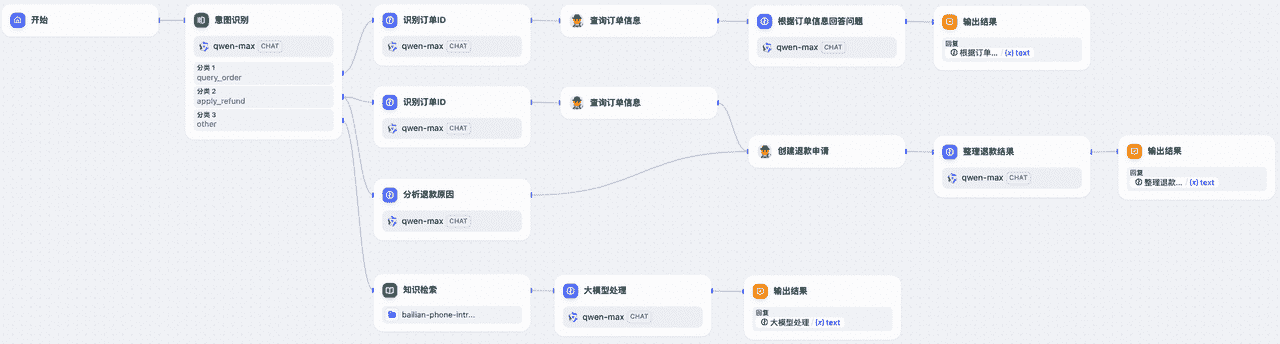 开始
意图识别
qwen-max CHAT
分类 1
query_order
分类 2
apply_refund
分类 3
other
识别订单ID
qwen-max CHAT
查询订单信息
根据订单信息回答问题
qwen-max CHAT
输出结果
回复
根据订单... / {x} text
识别订单ID
qwen-max CHAT
查询订单信息
分析退款原因
qwen-max CHAT
创建退款申请
整理退款结果
qwen-max CHAT
输出结果
回复
整理退款... / {x} text
知识检索
bailian-phone-intr...
大模型处理
qwen-max CHAT
输出结果
回复
大模型处理 / {x} text